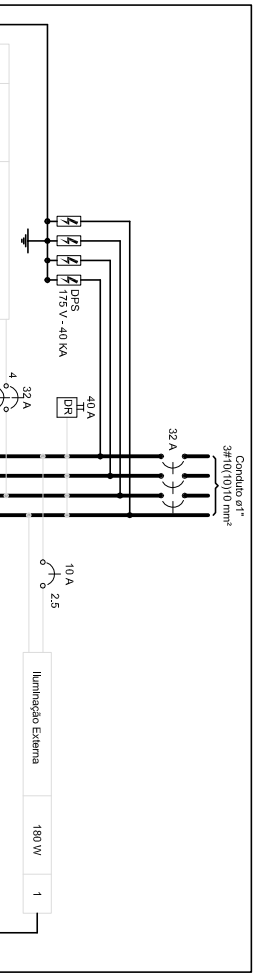 Conduto ø1"
3#10(10)10 mm²
32 A
DPS
175 V - 40 KA
40 A
DR
32 A
4
10 A
2.5
Iluminação Externa
180 W
1